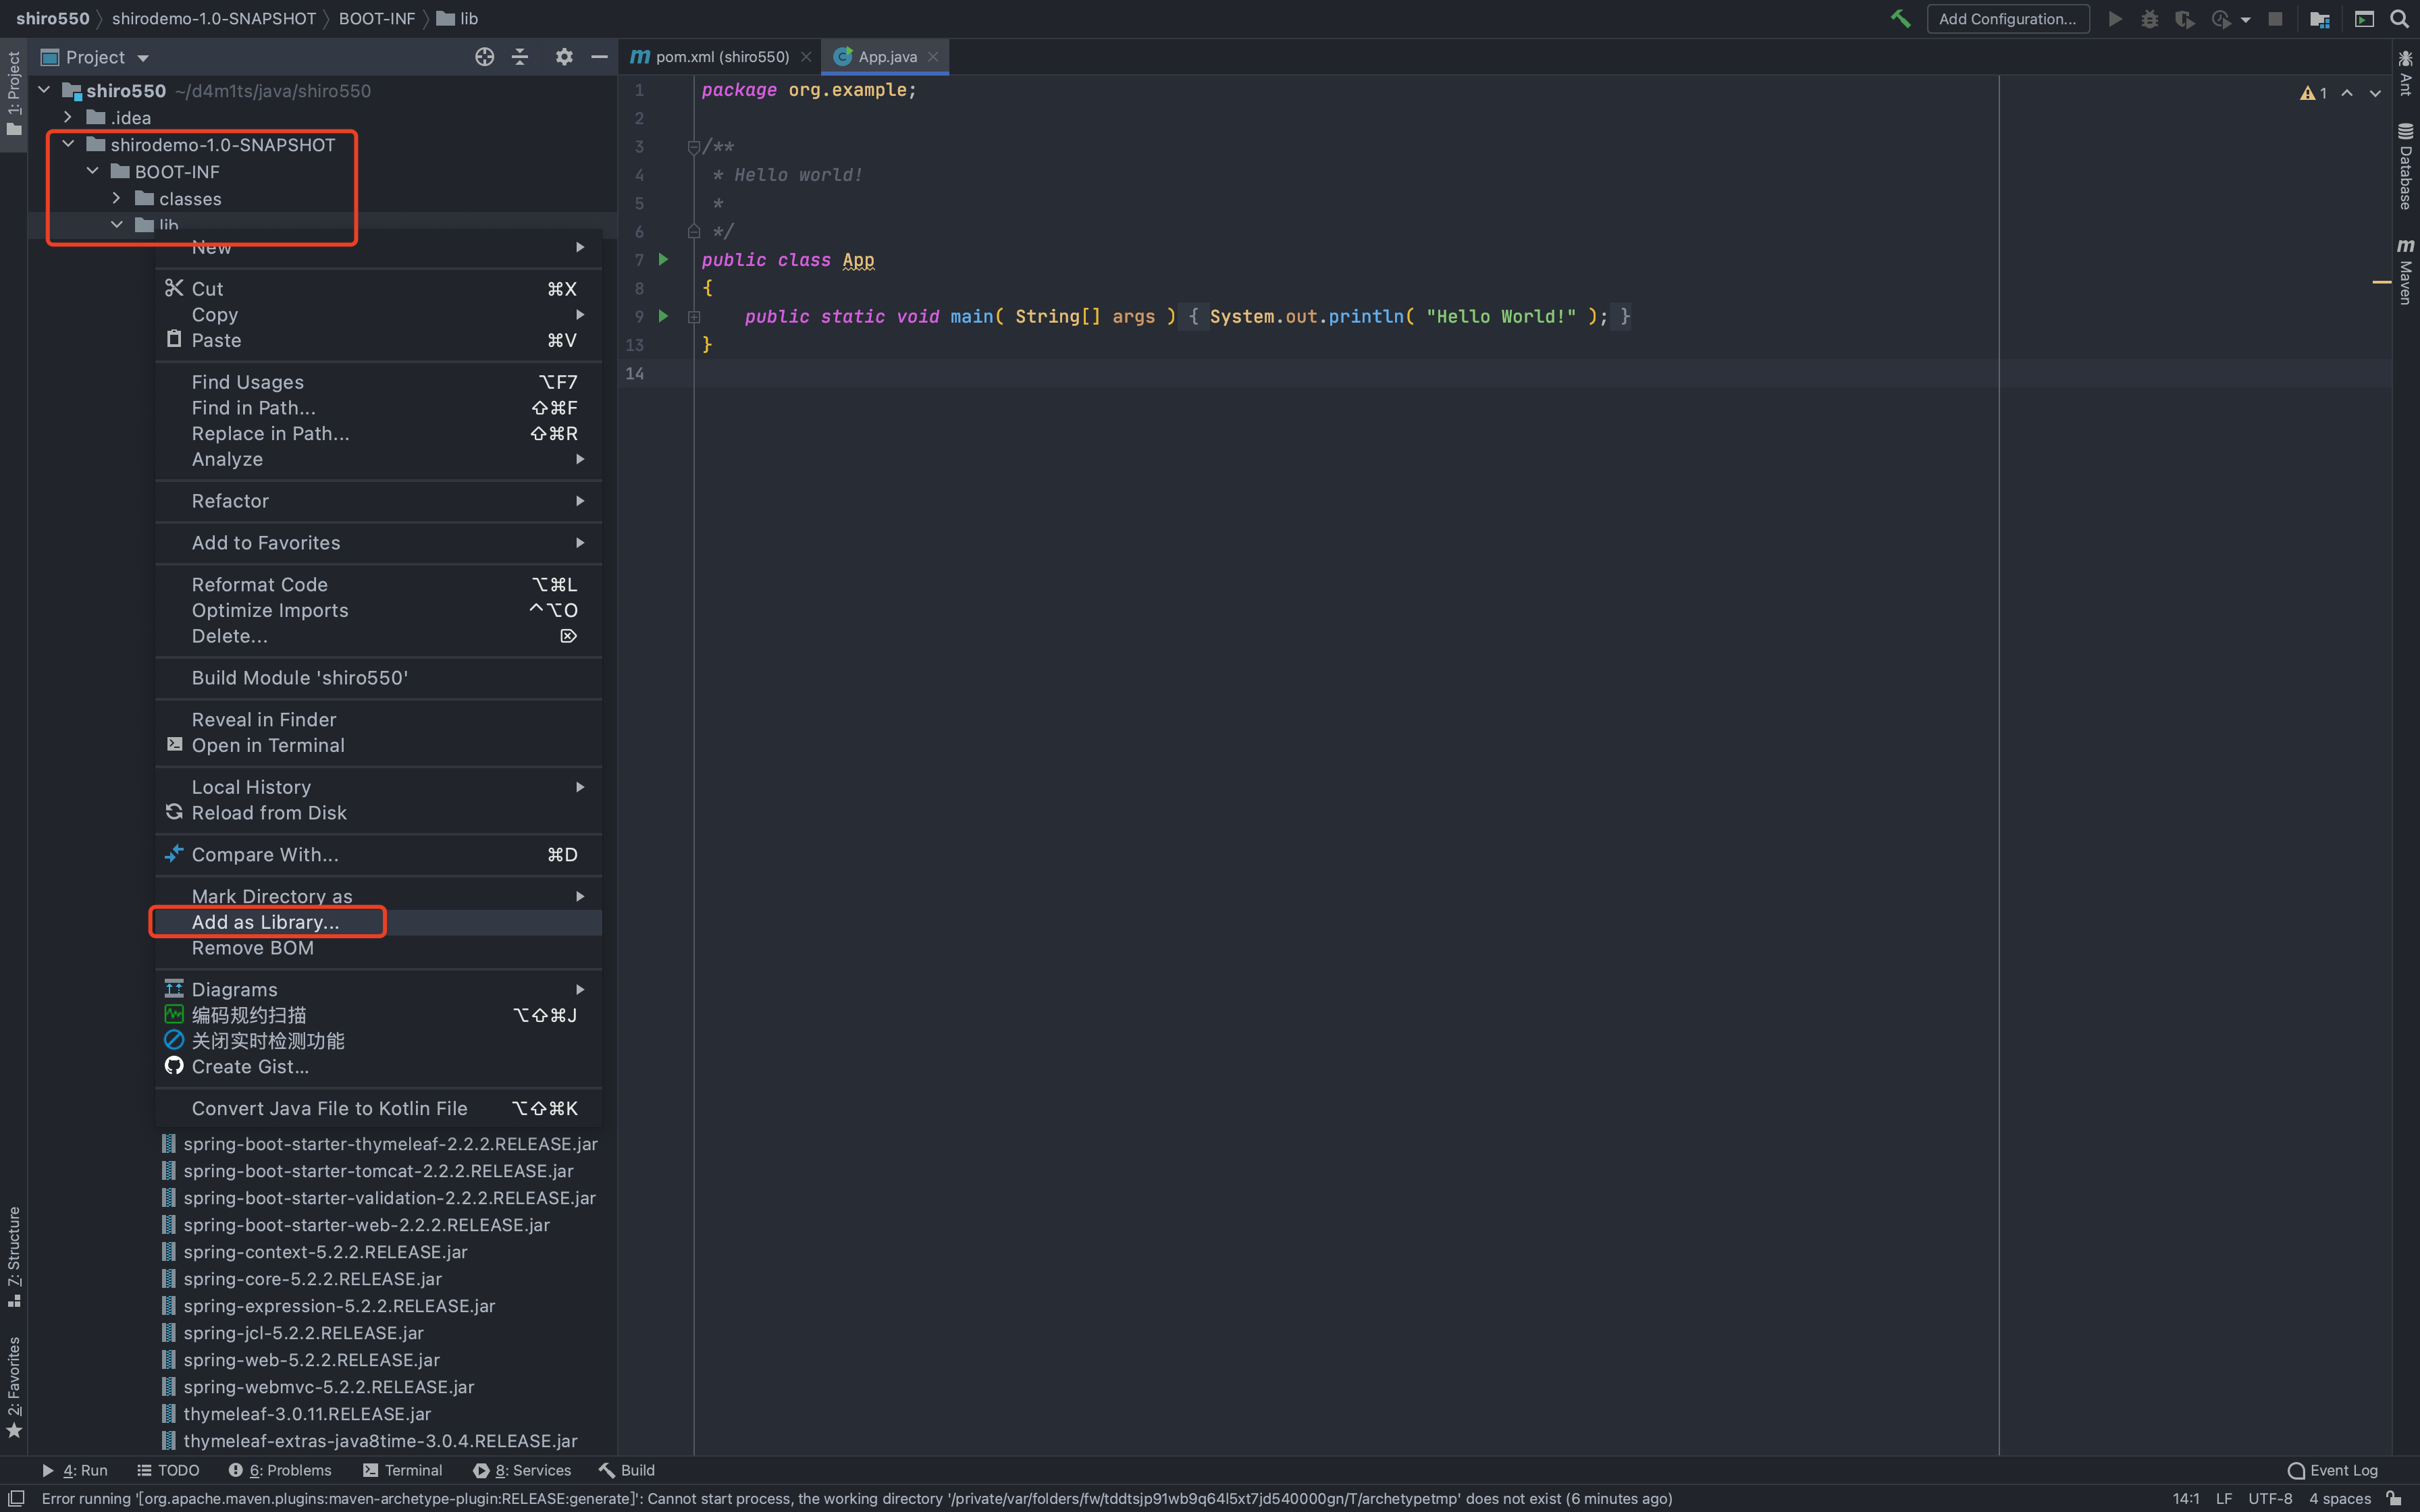 shiro550 〉 shirodemo-1.0-SNAPSHOT 〉 BOOT-INF 〉 lib
Add Configuration...
1: Project
Project
pom.xml (shiro550)
App.java
shiro550 ~/d4m1ts/java/shiro550
.idea
shirodemo-1.0-SNAPSHOT
BOOT-INF
classes
lib
New
Cut ⌘X
Copy
Paste ⌘V
Find Usages ⌥F7
Find in Path... ⇧⌘F
Replace in Path... ⇧⌘R
Analyze
Refactor
Add to Favorites
Reformat Code ⌥⌘L
Optimize Imports ^⌥O
Delete... ⌦
Build Module 'shiro550'
Reveal in Finder
Open in Terminal
Local History
Reload from Disk
Compare With... ⌘D
Mark Directory as
Add as Library...
Remove BOM
Diagrams
编码规约扫描 ⌥⇧⌘J
关闭实时检测功能
Create Gist...
Convert Java File to Kotlin File ⌥⇧⌘K
spring-boot-starter-thymeleaf-2.2.2.RELEASE.jar
spring-boot-starter-tomcat-2.2.2.RELEASE.jar
spring-boot-starter-validation-2.2.2.RELEASE.jar
spring-boot-starter-web-2.2.2.RELEASE.jar
spring-context-5.2.2.RELEASE.jar
spring-core-5.2.2.RELEASE.jar
spring-expression-5.2.2.RELEASE.jar
spring-jcl-5.2.2.RELEASE.jar
spring-web-5.2.2.RELEASE.jar
spring-webmvc-5.2.2.RELEASE.jar
thymeleaf-3.0.11.RELEASE.jar
thymeleaf-extras-java8time-3.0.4.RELEASE.jar
7: Structure
2: Favorites
1 package org.example;
2
3 /**
4 * Hello world!
5 *
6 */
7 public class App
8 {
9 public static void main( String[] args ) { System.out.println( "Hello World!" ); }
13 }
14
1
Ant
Database
Maven
4: Run
TODO
6: Problems
Terminal
8: Services
Build
Event Log
Error running '[org.apache.maven.plugins:maven-archetype-plugin:RELEASE:generate]': Cannot start process, the working directory '/private/var/folders/fw/tddtsjp91wb9q64l5xt7jd540000gn/T/archetypetmp' does not exist (6 minutes ago)
14:1 LF UTF-8 4 spaces